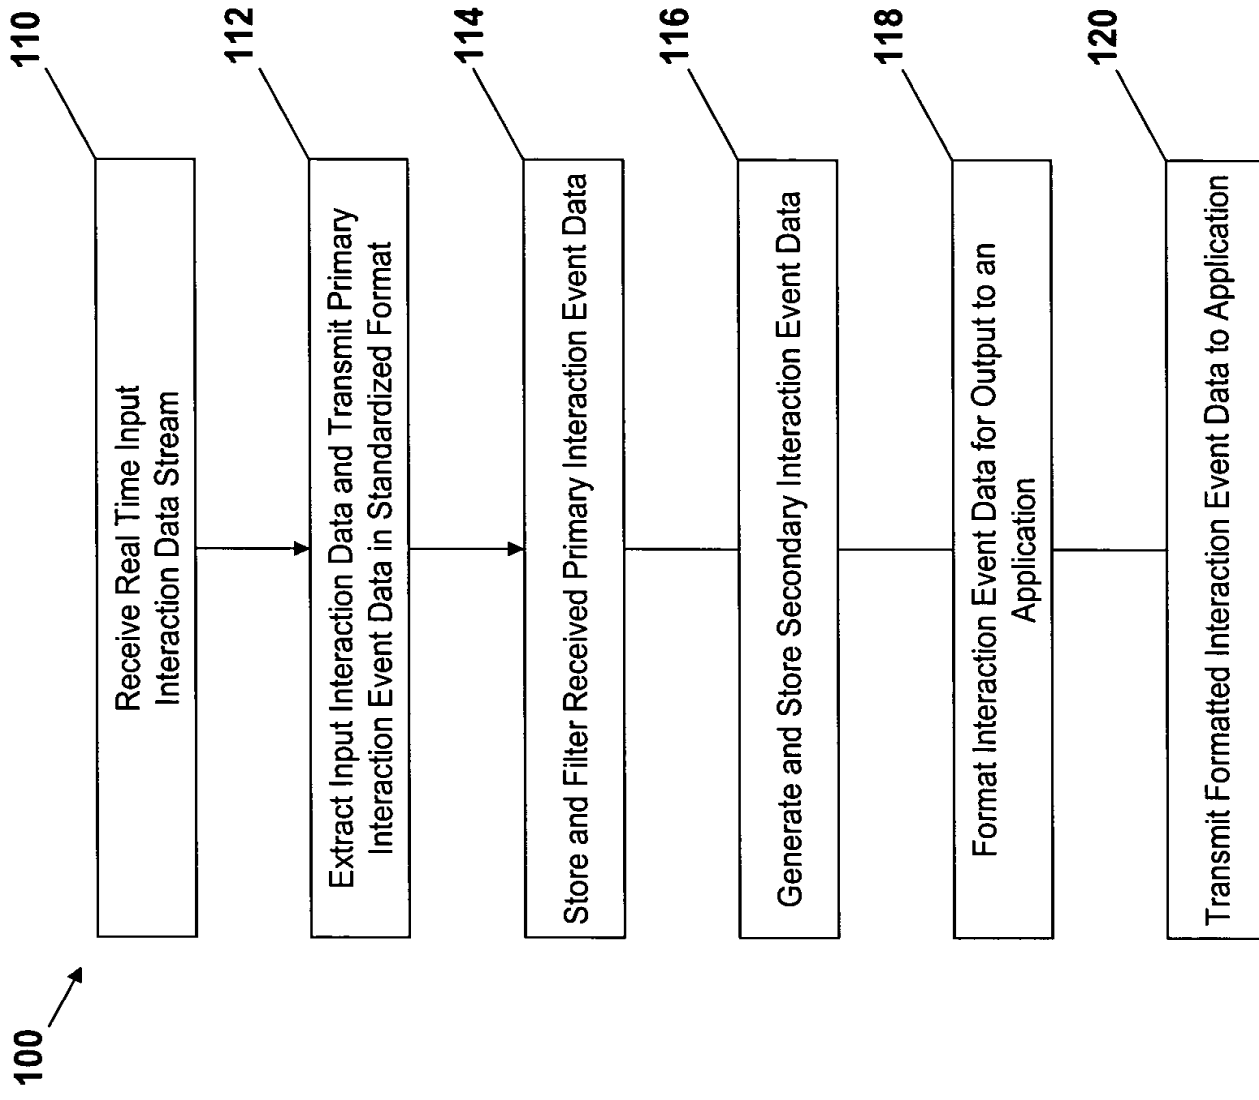 100
110
Receive Real Time Input
Interaction Data Stream
112
Extract Input Interaction Data and Transmit Primary
Interaction Event Data in Standardized Format
114
Store and Filter Received Primary Interaction Event Data
116
Generate and Store Secondary Interaction Event Data
118
Format Interaction Event Data for Output to an
Application
120
Transmit Formatted Interaction Event Data to Application